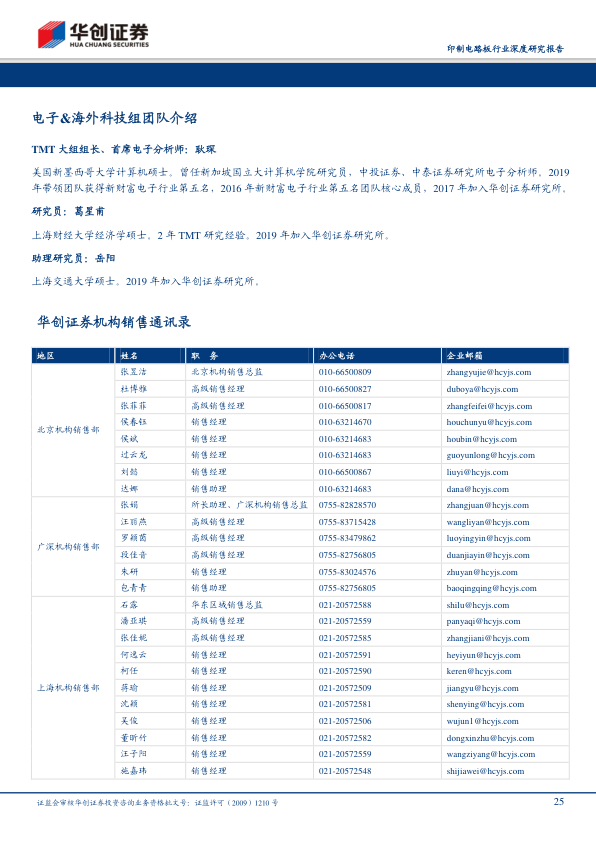 华创证券
HUA CHUANG SECURITIES
印制电路板行业深度研究报告
电子&海外科技组团队介绍
TMT 大组组长、首席电子分析师：耿琛
美国新墨西哥大学计算机硕士。曾任新加坡国立大计算机学院研究员，中投证券、中泰证券研究所电子分析师。2019
年带领团队获得新财富电子行业第五名，2016 年新财富电子行业第五名团队核心成员，2017 年加入华创证券研究所。
研究员：葛星甫
上海财经大学经济学硕士。2 年 TMT 研究经验。2019 年加入华创证券研究所。
助理研究员：岳阳
上海交通大学硕士。2019 年加入华创证券研究所。
华创证券机构销售通讯录
地区 姓名 职 务 办公电话 企业邮箱
北京机构销售部
张昱洁 北京机构销售总监 010-66500809 zhangyujie@hcyjs.com
杜博雅 高级销售经理 010-66500827 duboya@hcyjs.com
张菲菲 高级销售经理 010-66500817 zhangfeifei@hcyjs.com
侯春钰 销售经理 010-63214670 houchunyu@hcyjs.com
侯斌 销售经理 010-63214683 houbin@hcyjs.com
过云龙 销售经理 010-63214683 guoyunlong@hcyjs.com
刘懿 销售经理 010-66500867 liuyi@hcyjs.com
达娜 销售助理 010-63214683 dana@hcyjs.com
广深机构销售部
张娟 所长助理、广深机构销售总监 0755-82828570 zhangjuan@hcyjs.com
汪丽燕 高级销售经理 0755-83715428 wangliyan@hcyjs.com
罗颖茵 高级销售经理 0755-83479862 luoyingyin@hcyjs.com
段佳音 高级销售经理 0755-82756805 duanjiayin@hcyjs.com
朱研 销售经理 0755-83024576 zhuyan@hcyjs.com
包青青 销售助理 0755-82756805 baoqingqing@hcyjs.com
上海机构销售部
石露 华东区域销售总监 021-20572588 shilu@hcyjs.com
潘亚琪 高级销售经理 021-20572559 panyaqi@hcyjs.com
张佳妮 高级销售经理 021-20572585 zhangjiani@hcyjs.com
何逸云 销售经理 021-20572591 heyiyun@hcyjs.com
柯任 销售经理 021-20572590 keren@hcyjs.com
蒋瑜 销售经理 021-20572509 jiangyu@hcyjs.com
沈颖 销售经理 021-20572581 shenying@hcyjs.com
吴俊 销售经理 021-20572506 wujun1@hcyjs.com
董昕竹 销售经理 021-20572582 dongxinzhu@hcyjs.com
汪子阳 销售经理 021-20572559 wangziyang@hcyjs.com
施嘉玮 销售经理 021-20572548 shijiawei@hcyjs.com
证监会审核华创证券投资咨询业务资格批文号：证监许可（2009）1210 号
25